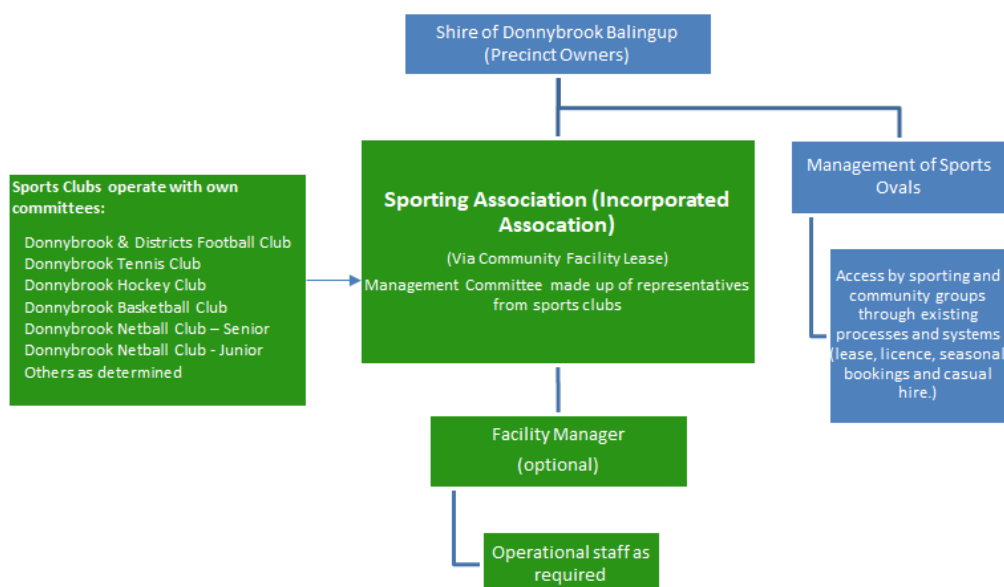 Shire of Donnybrook Balingup
(Precinct Owners)
Sports Clubs operate with own
committees:
Donnybrook & Districts Football Club
Donnybrook Tennis Club
Donnybrook Hockey Club
Donnybrook Basketball Club
Donnybrook Netball Club – Senior
Donnybrook Netball Club - Junior
Others as determined
Sporting Association (Incorporated
Assocation)
(Via Community Facility Lease)
Management Committee made up of representatives
from sports clubs
Management of Sports
Ovals
Access by sporting and
community groups
through existing
processes and systems
(lease, licence, seasonal
bookings and casual
hire.)
Facility Manager
(optional)
Operational staff as
required